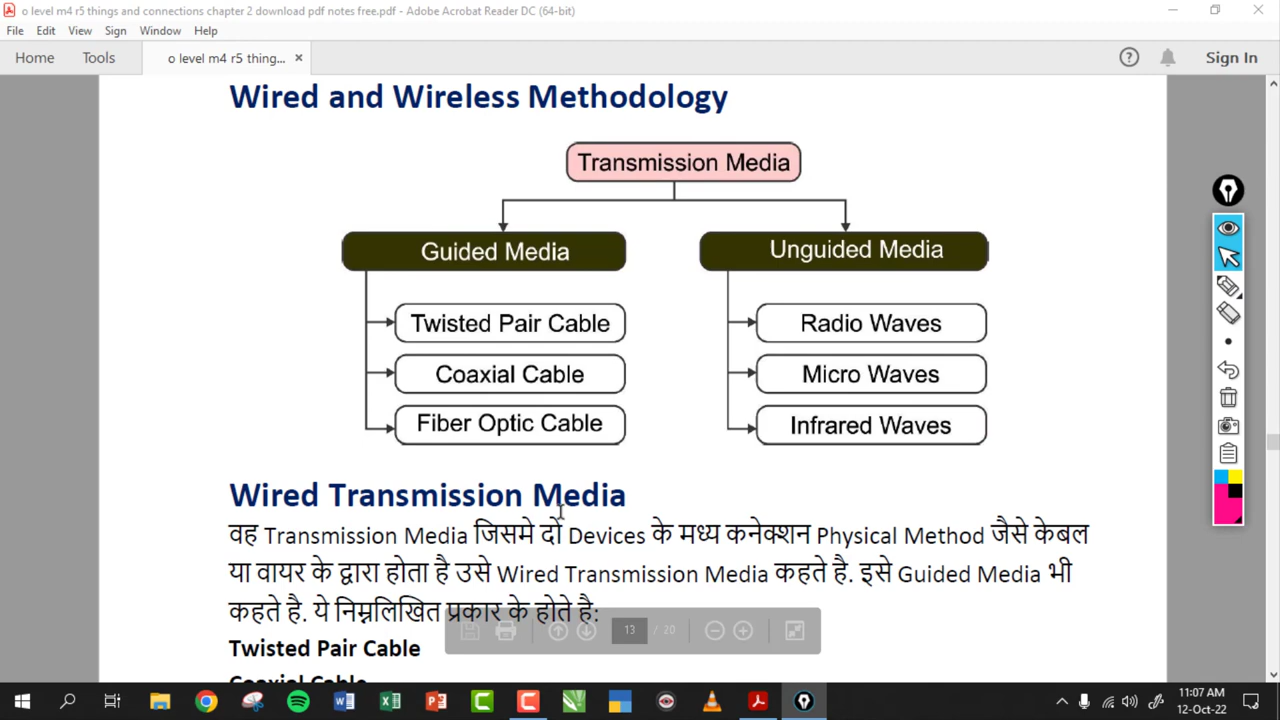 o level m4 r5 things and connections chapter 2 download pdf notes free.pdf - Adobe Acrobat Reader DC (64-bit)
File Edit View Sign Window Help
Home Tools o level m4 r5 thing... × Sign In
Wired and Wireless Methodology
Transmission Media
Guided Media Unguided Media
Twisted Pair Cable Radio Waves
Coaxial Cable Micro Waves
Fiber Optic Cable Infrared Waves
Wired Transmission Media
वह Transmission Media जिसमे दो Devices के मध्य कनेक्शन Physical Method जैसे केबल
या वायर के द्वारा होता है उसे Wired Transmission Media कहते है. इसे Guided Media भी
कहते है. ये निम्नलिखित प्रकार के होते है:
13 / 20
Twisted Pair Cable
Coaxial Cable
11:07 AM
12-Oct-22